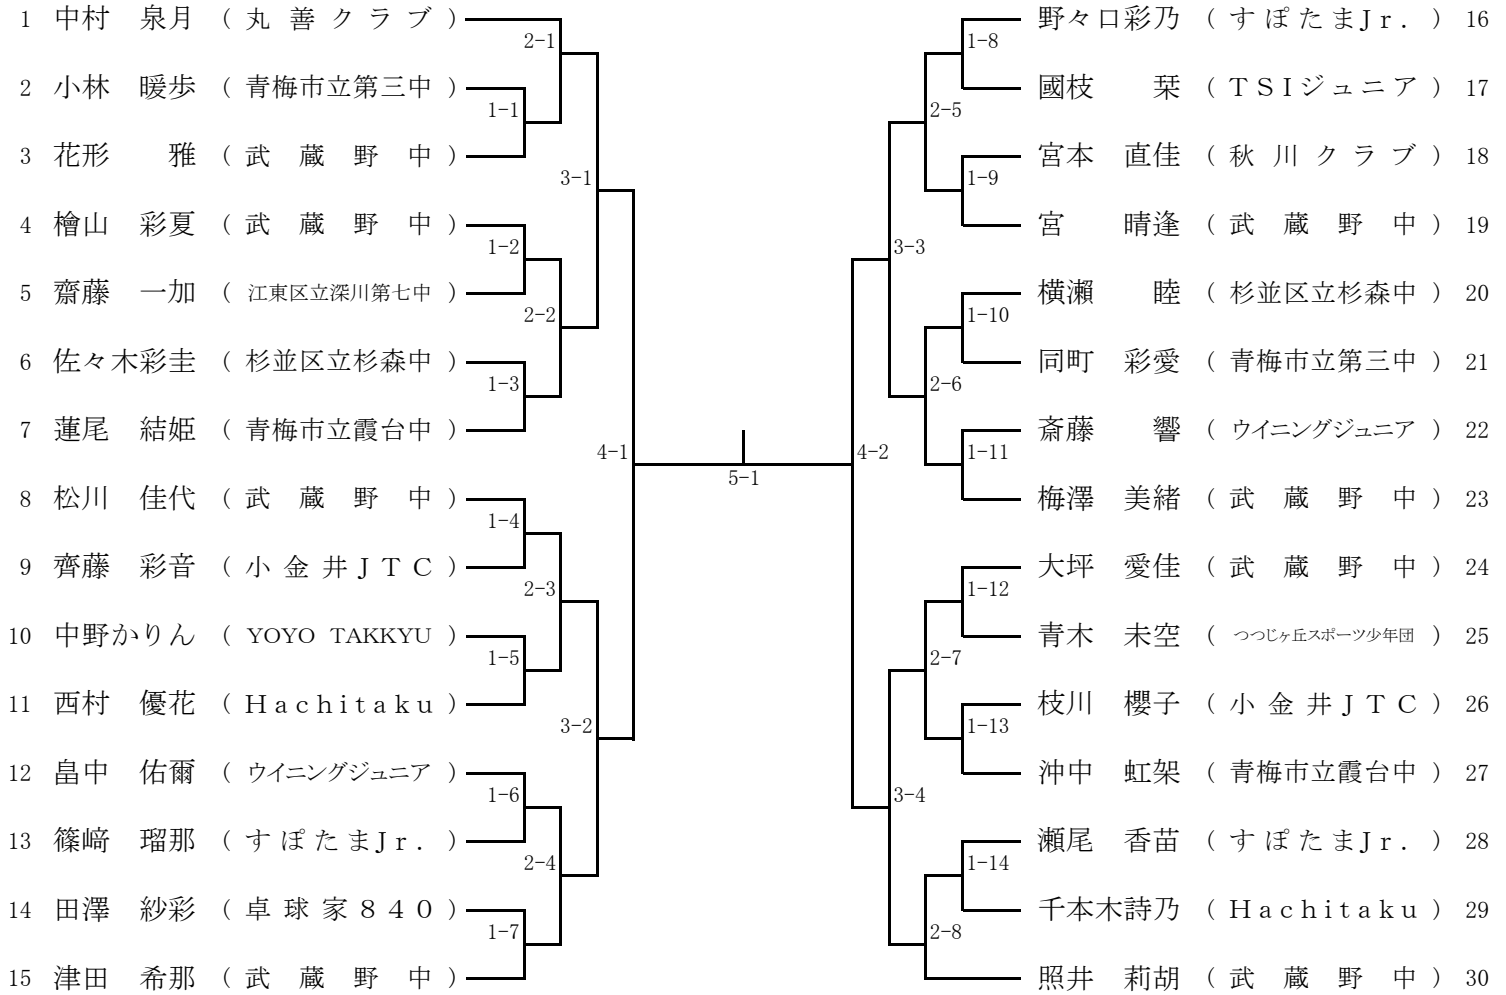 1 中村　泉月 （ 丸 善 ク ラ ブ ）
2-1
2 小林　暖歩 （ 青梅市立第三中 ）
1-1
3 花形　　雅 （ 武　蔵　野　中 ）
3-1
4 檜山　彩夏 （ 武　蔵　野　中 ）
1-2
5 齋藤　一加 （ 江東区立深川第七中 ）
2-2
6 佐々木彩圭 （ 杉並区立杉森中 ）
1-3
7 蓮尾　結姫 （ 青梅市立霞台中 ）
4-1
8 松川　佳代 （ 武　蔵　野　中 ）
1-4
9 齊藤　彩音 （ 小 金 井 J T C ）
2-3
10 中野かりん （ YOYO TAKKYU ）
1-5
11 西村　優花 （ Hachitaku ）
3-2
12 畠中　佑爾 （ ウイニングジュニア ）
1-6
13 篠﨑　瑠那 （ す ぽ た ま Jr. ）
2-4
14 田澤　紗彩 （ 卓 球 家 8 4 0 ）
1-7
15 津田　希那 （ 武　蔵　野　中 ）
5-1
野々口彩乃 （ す ぽ た ま Jr. ） 16
1-8
國枝　　栞 （ TSIジュニア ） 17
2-5
宮本　直佳 （ 秋 川 ク ラ ブ ） 18
1-9
宮　　晴逢 （ 武　蔵　野　中 ） 19
3-3
横瀨　　睦 （ 杉並区立杉森中 ） 20
1-10
同町　彩愛 （ 青梅市立第三中 ） 21
2-6
斎藤　　響 （ ウイニングジュニア ） 22
1-11
4-2
梅澤　美緒 （ 武　蔵　野　中 ） 23
大坪　愛佳 （ 武　蔵　野　中 ） 24
1-12
青木　未空 （ つつじヶ丘スポーツ少年団 ） 25
2-7
枝川　櫻子 （ 小 金 井 J T C ） 26
1-13
沖中　虹架 （ 青梅市立霞台中 ） 27
3-4
瀬尾　香苗 （ す ぽ た ま Jr. ） 28
1-14
千本木詩乃 （ Hachitaku ） 29
2-8
照井　莉胡 （ 武　蔵　野　中 ） 30